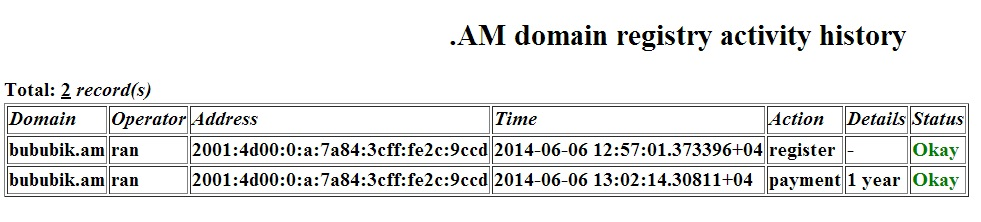 .AM domain registry activity history
Total: 2 record(s)
Domain Operator Address Time Action Details Status
bububik.am ran 2001:4d00:0:a:7a84:3cff:fe2c:9ccd 2014-06-06 12:57:01.373396+04 register - Okay
bububik.am ran 2001:4d00:0:a:7a84:3cff:fe2c:9ccd 2014-06-06 13:02:14.30811+04 payment 1 year Okay